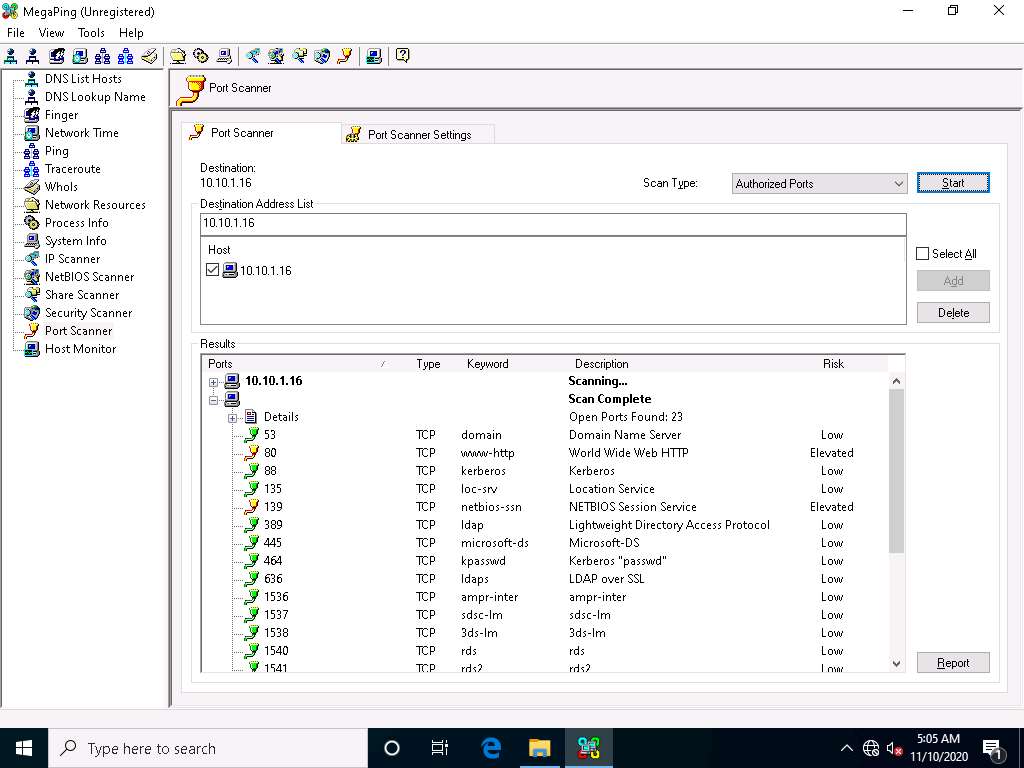 MegaPing (Unregistered)
File View Tools Help
DNS List Hosts
DNS Lookup Name
Finger
Network Time
Ping
Traceroute
WhoIs
Network Resources
Process Info
System Info
IP Scanner
NetBIOS Scanner
Share Scanner
Security Scanner
Port Scanner
Host Monitor
Port Scanner
Port Scanner Port Scanner Settings
Destination:
10.10.1.16
Scan Type: Authorized Ports Start
Destination Address List
10.10.1.16
Host
10.10.1.16
Select All
Add
Delete
Results
Ports Type Keyword Description Risk
10.10.1.16 Scanning...
Scan Complete
Details Open Ports Found: 23
53 TCP domain Domain Name Server Low
80 TCP www-http World Wide Web HTTP Elevated
88 TCP kerberos Kerberos Low
135 TCP loc-srv Location Service Low
139 TCP netbios-ssn NETBIOS Session Service Elevated
389 TCP ldap Lightweight Directory Access Protocol Low
445 TCP microsoft-ds Microsoft-DS Low
464 TCP kpasswd Kerberos "passwd" Low
636 TCP ldaps LDAP over SSL Low
1536 TCP ampr-inter ampr-inter Low
1537 TCP sdsc-lm sdsc-lm Low
1538 TCP 3ds-lm 3ds-lm Low
1540 TCP rds rds Low
1541 TCP rds2 rds2 Low
Report
Type here to search
5:05 AM
11/10/2020
1